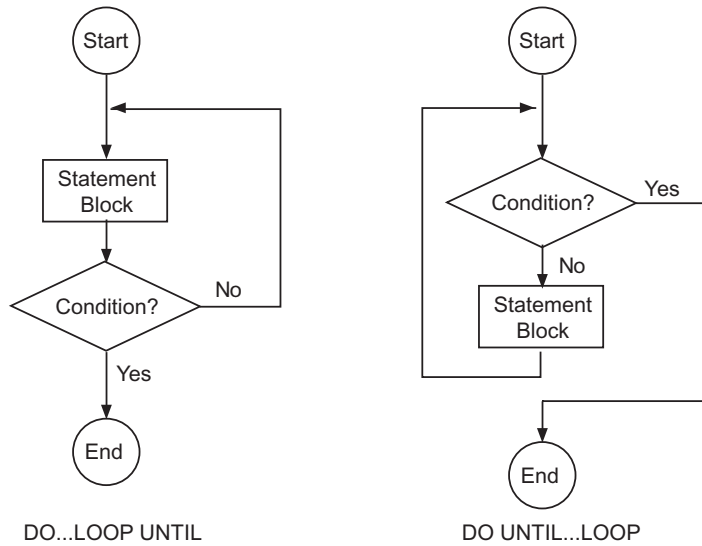 Start
Statement
Block
Condition?
No
Yes
End
DO...LOOP UNTIL
Start
Condition?
Yes
No
Statement
Block
End
DO UNTIL...LOOP